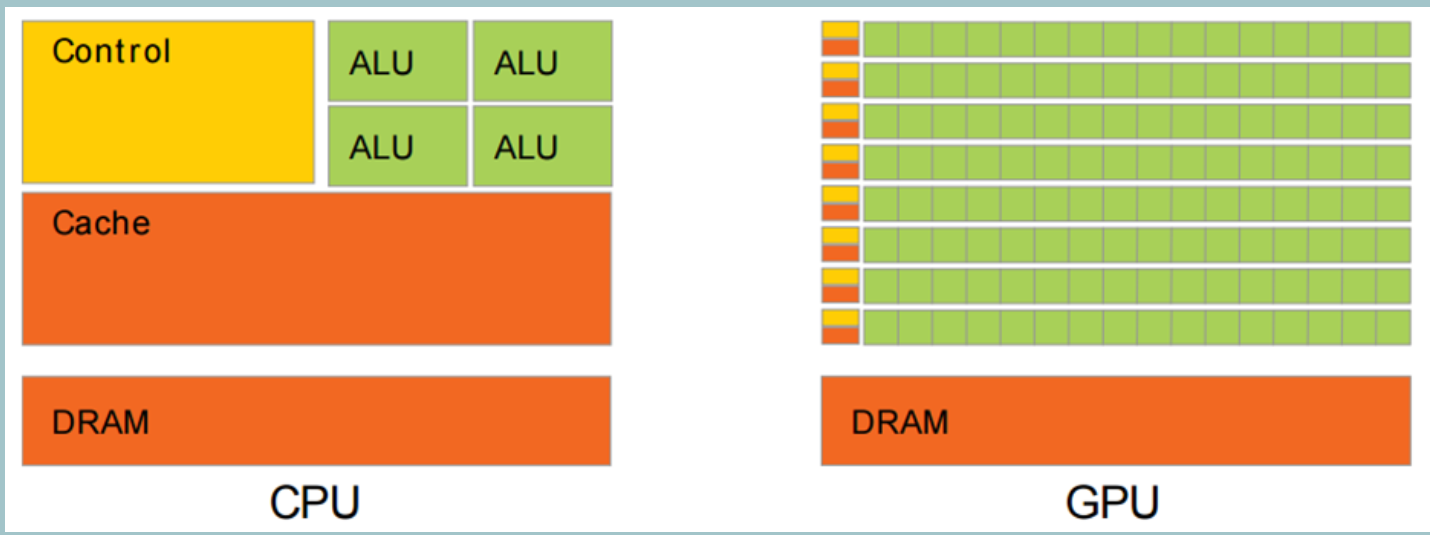 Control
ALU ALU
ALU ALU
Cache
DRAM
CPU
DRAM
GPU